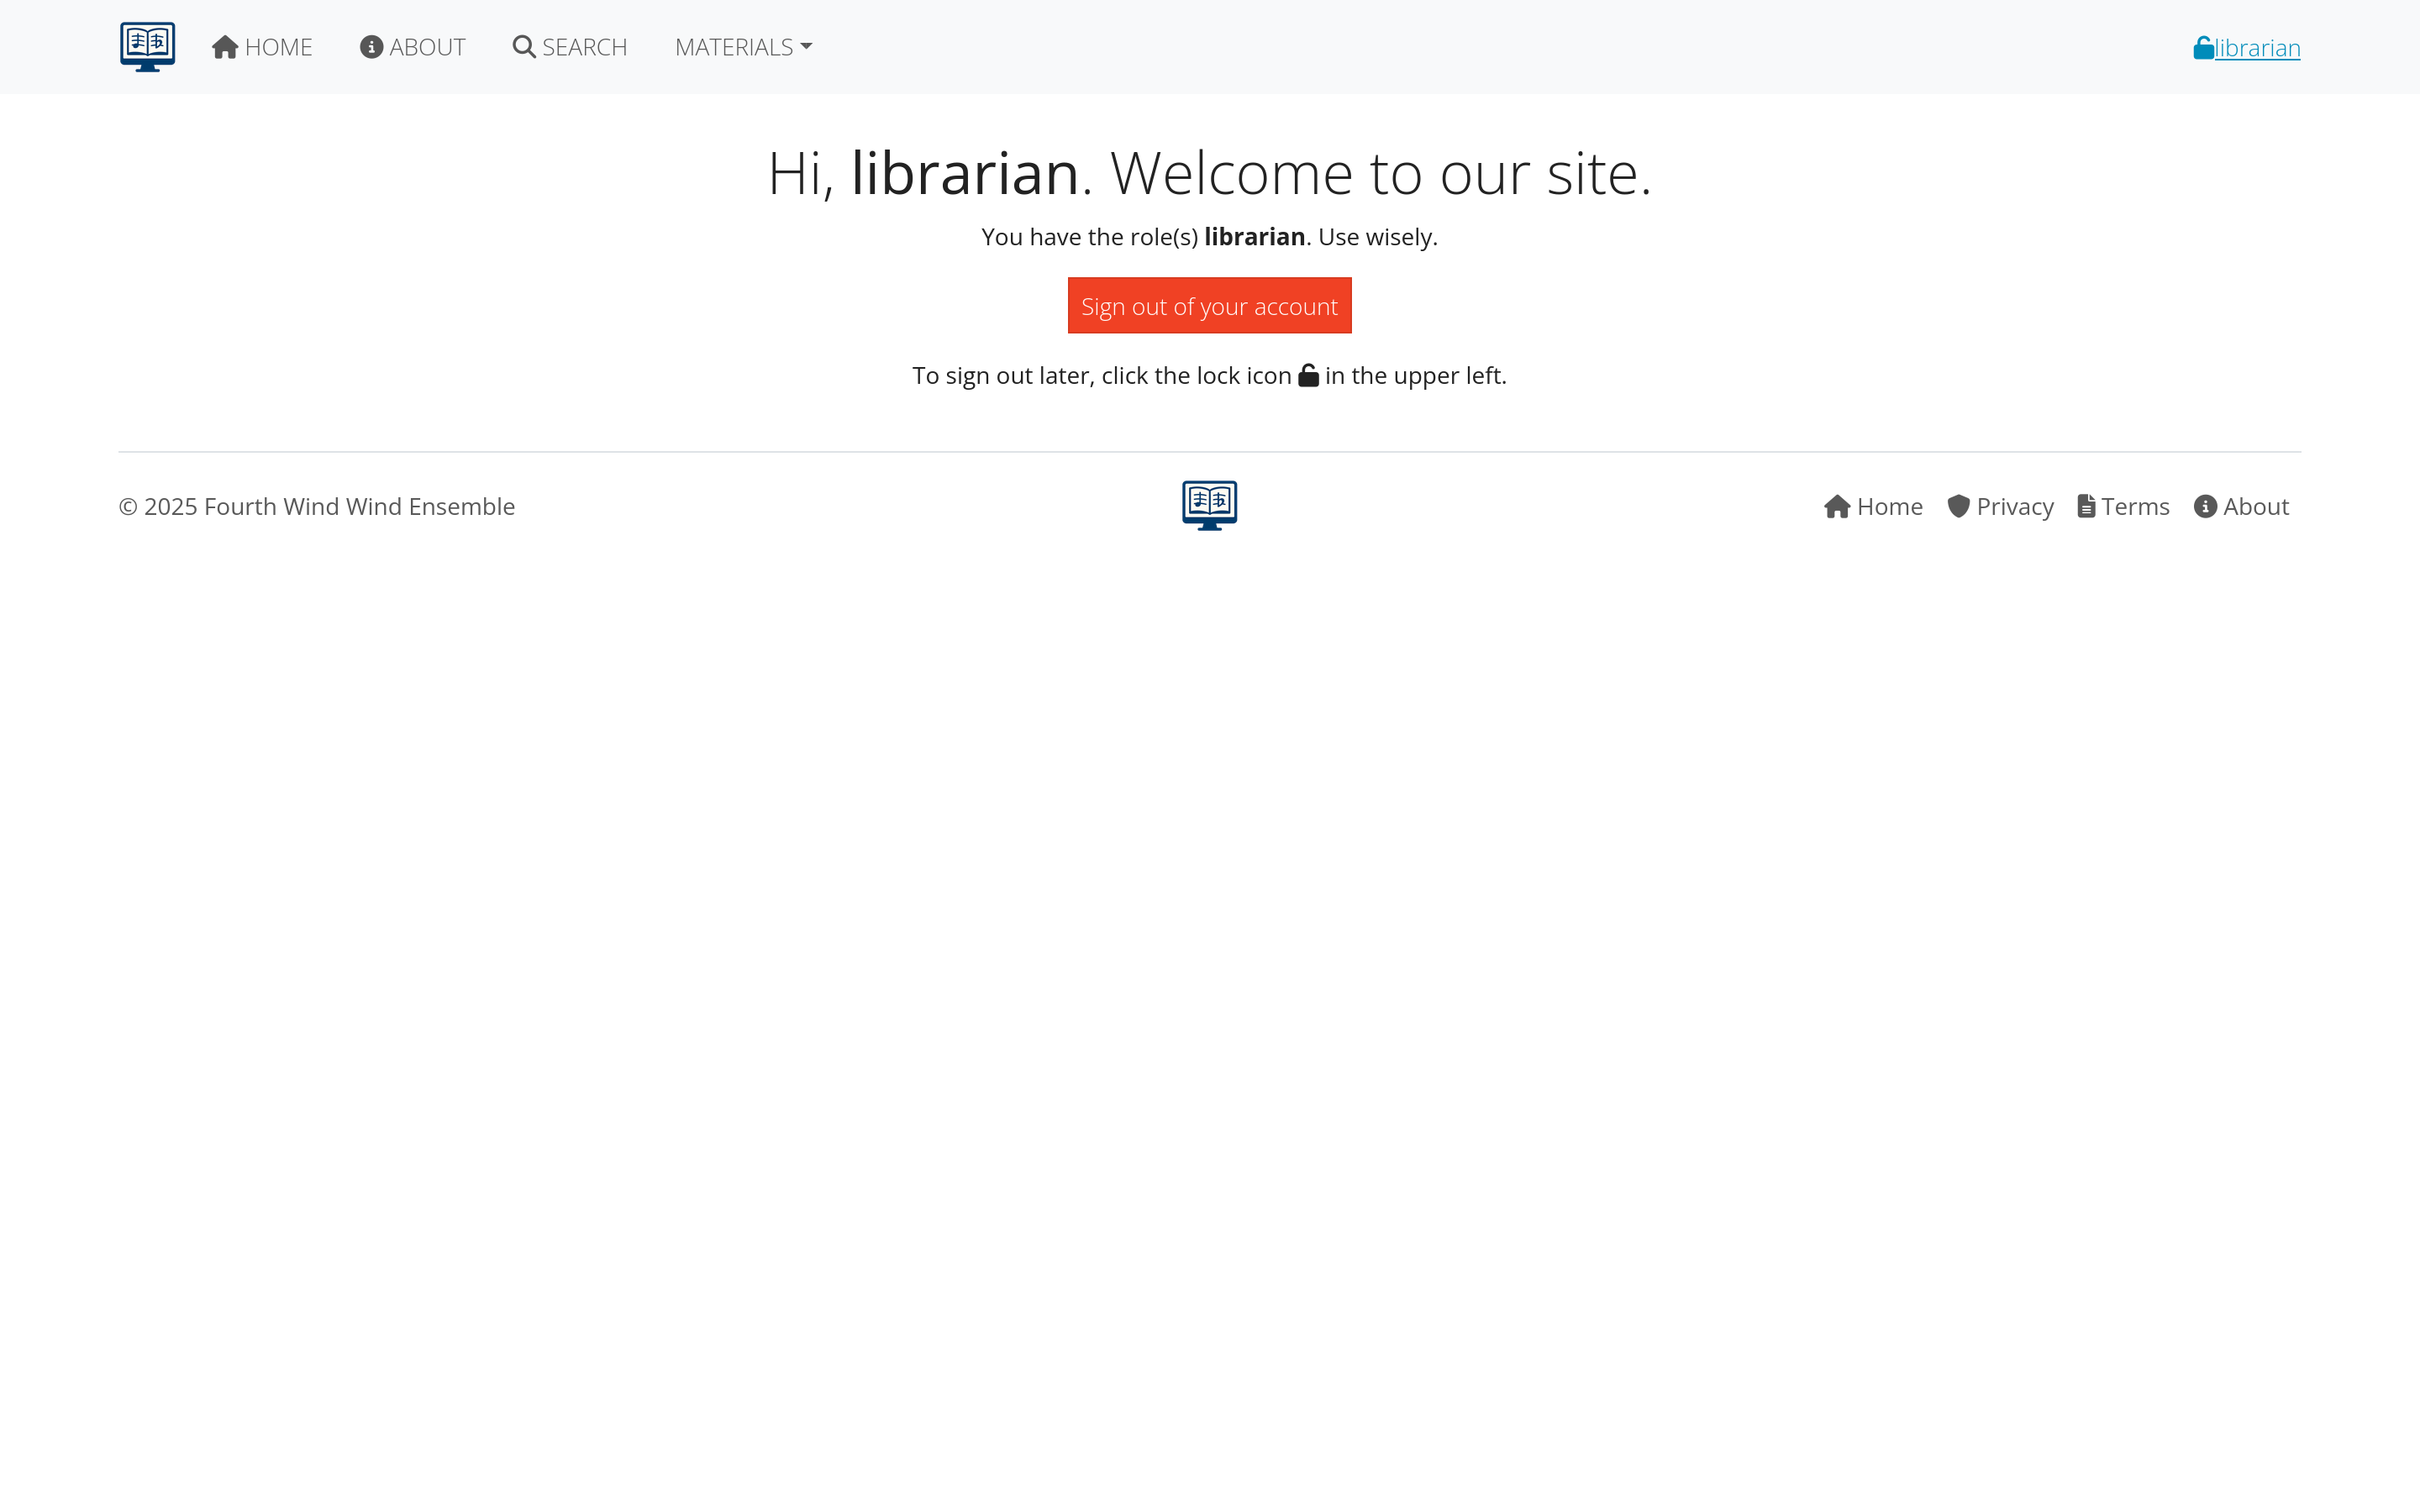 HOME ABOUT SEARCH MATERIALS librarian
Hi, librarian. Welcome to our site.
You have the role(s) librarian. Use wisely.
Sign out of your account
To sign out later, click the lock icon in the upper left.
© 2025 Fourth Wind Wind Ensemble Home Privacy Terms About